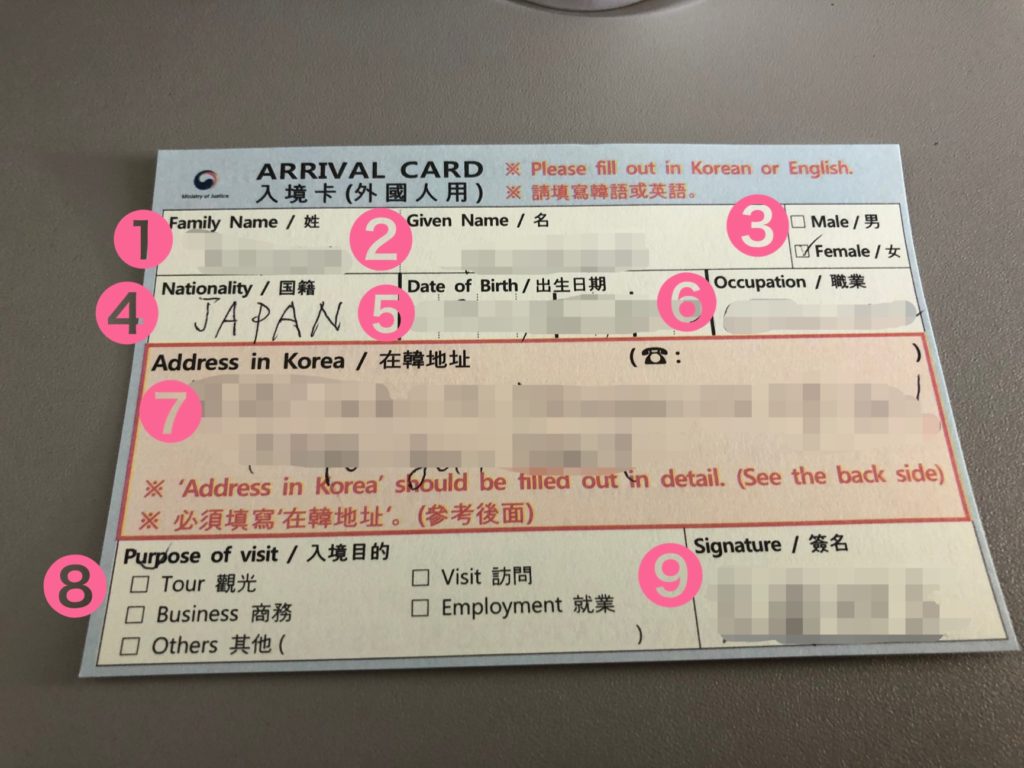 Ministry of Justice
ARRIVAL CARD
入境卡(外國人用)
※ Please fill out in Korean or English.
※ 請填寫韓語或英語。
1 Family Name / 姓
2 Given Name / 名
3 □ Male / 男
☑ Female / 女
4 Nationality / 国籍
JAPAN
5 Date of Birth / 出生日期
6 Occupation / 職業
Address in Korea / 在韓地址 (☎: )
7
※ 'Address in Korea' should be filled out in detail. (See the back side)
※ 必須填寫'在韓地址'。(參考後面)
8 Purpose of visit / 入境目的
□ Tour 觀光
□ Visit 訪問
□ Business 商務
□ Employment 就業
□ Others 其他 ( )
9 Signature / 簽名